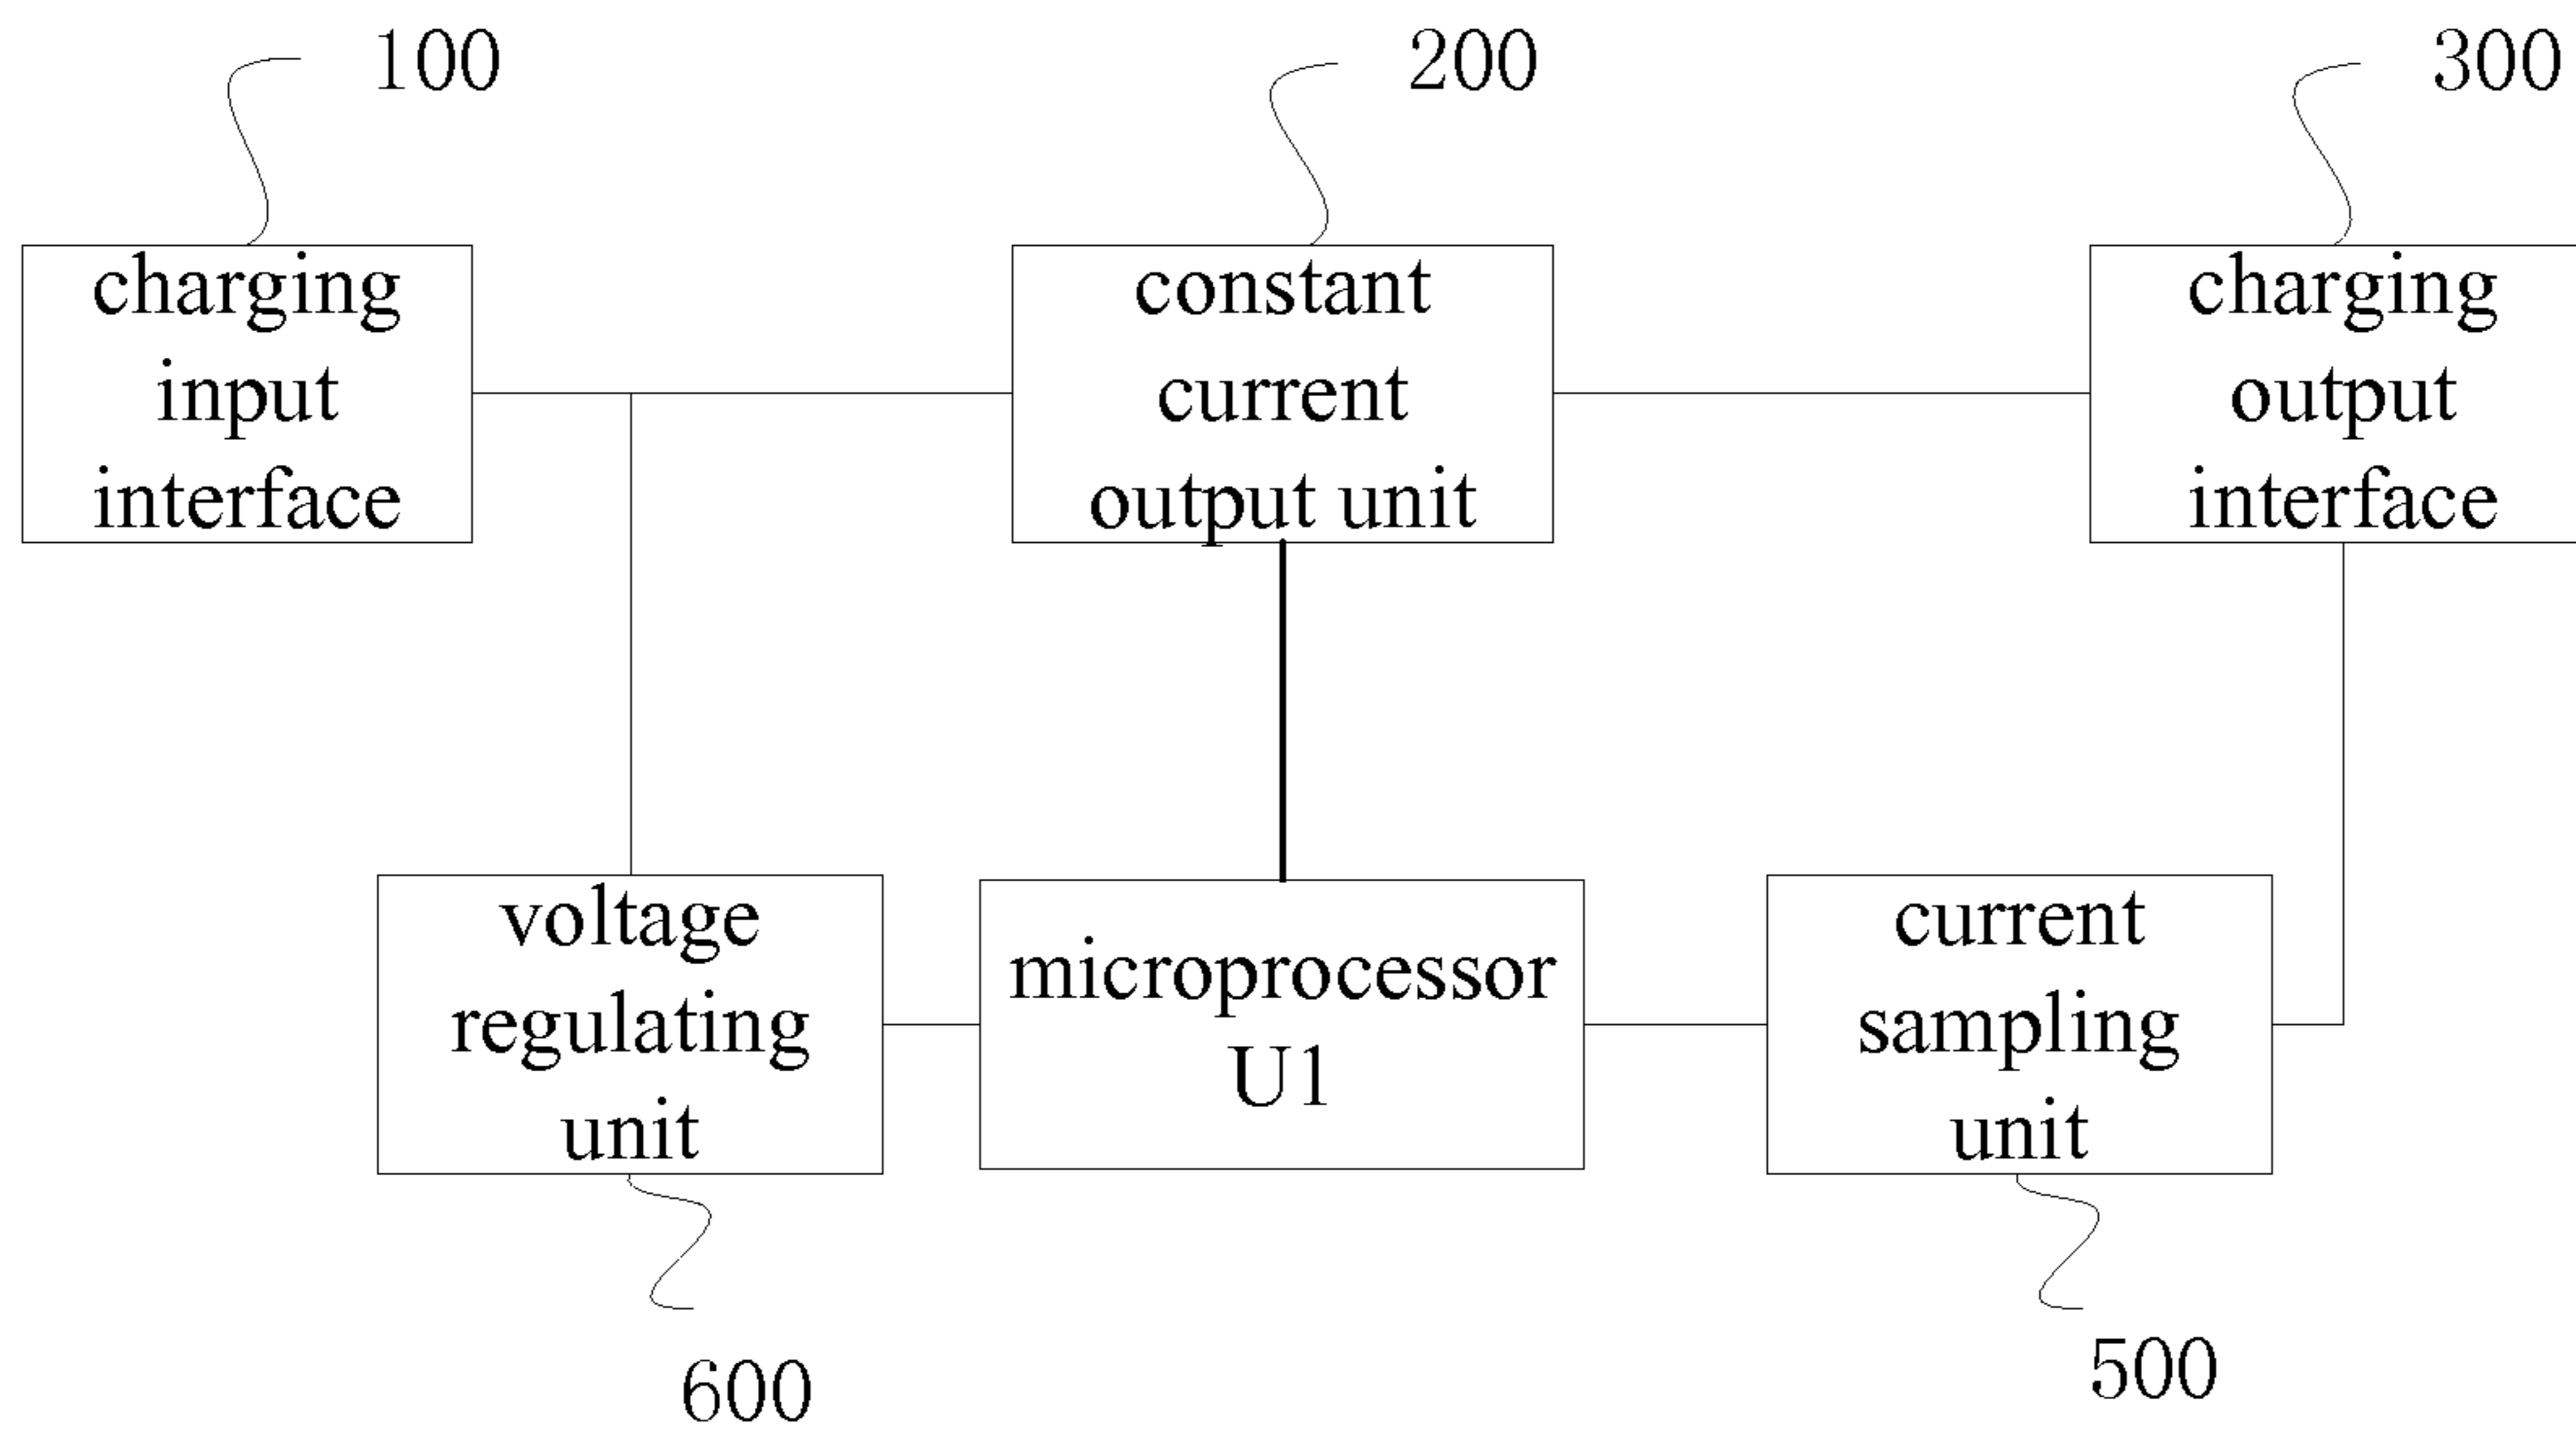 100
200
300
charging
input
interface
constant
current
output unit
charging
output
interface
voltage
regulating
unit
microprocessor
U1
current
sampling
unit
600
500